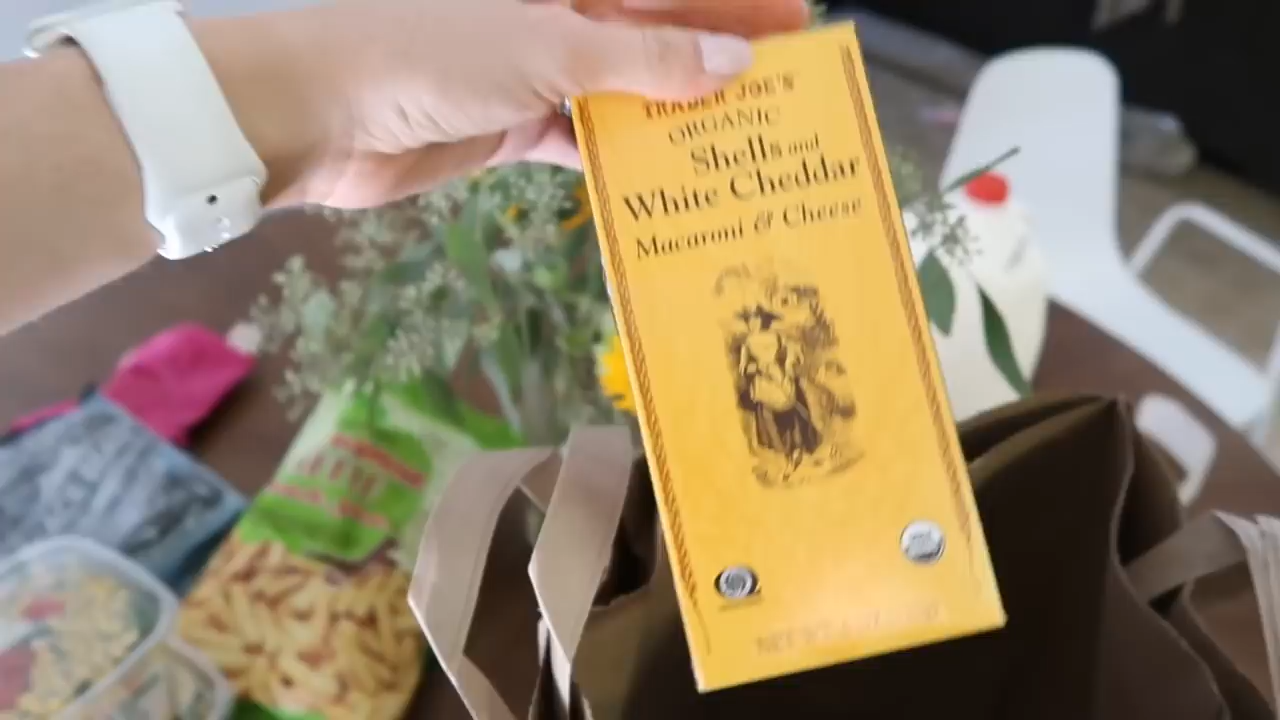 TRADER JOE'S
ORGANIC
Shells and
White Cheddar
Macaroni & Cheese